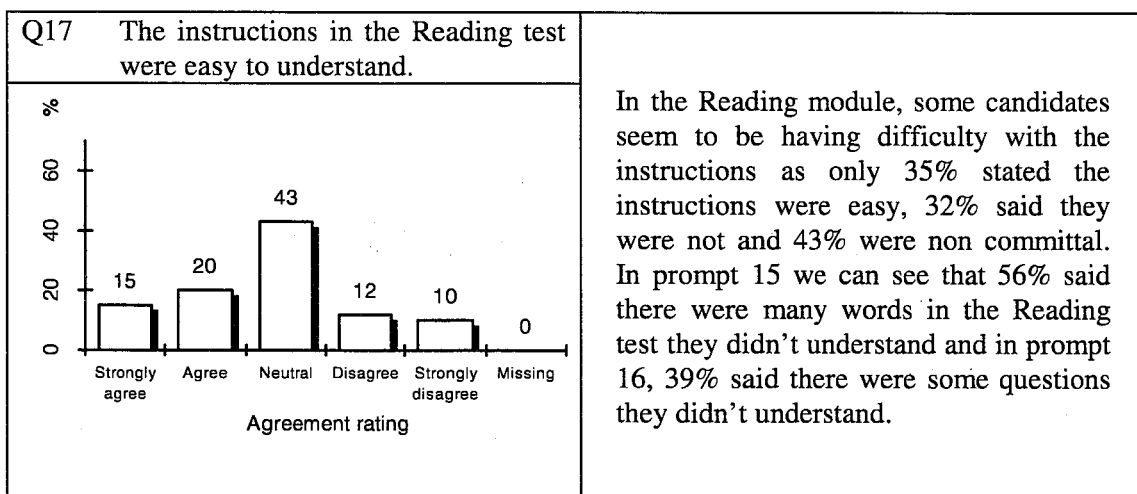 Q17 The instructions in the Reading test
were easy to understand.
%
60
40
20
0
15
20
43
12
10
0
Strongly agree
Agree
Neutral
Disagree
Strongly disagree
Missing
Agreement rating
In the Reading module, some candidates
seem to be having difficulty with the
instructions as only 35% stated the
instructions were easy, 32% said they
were not and 43% were non committal.
In prompt 15 we can see that 56% said
there were many words in the Reading
test they didn't understand and in prompt
16, 39% said there were some questions
they didn't understand.